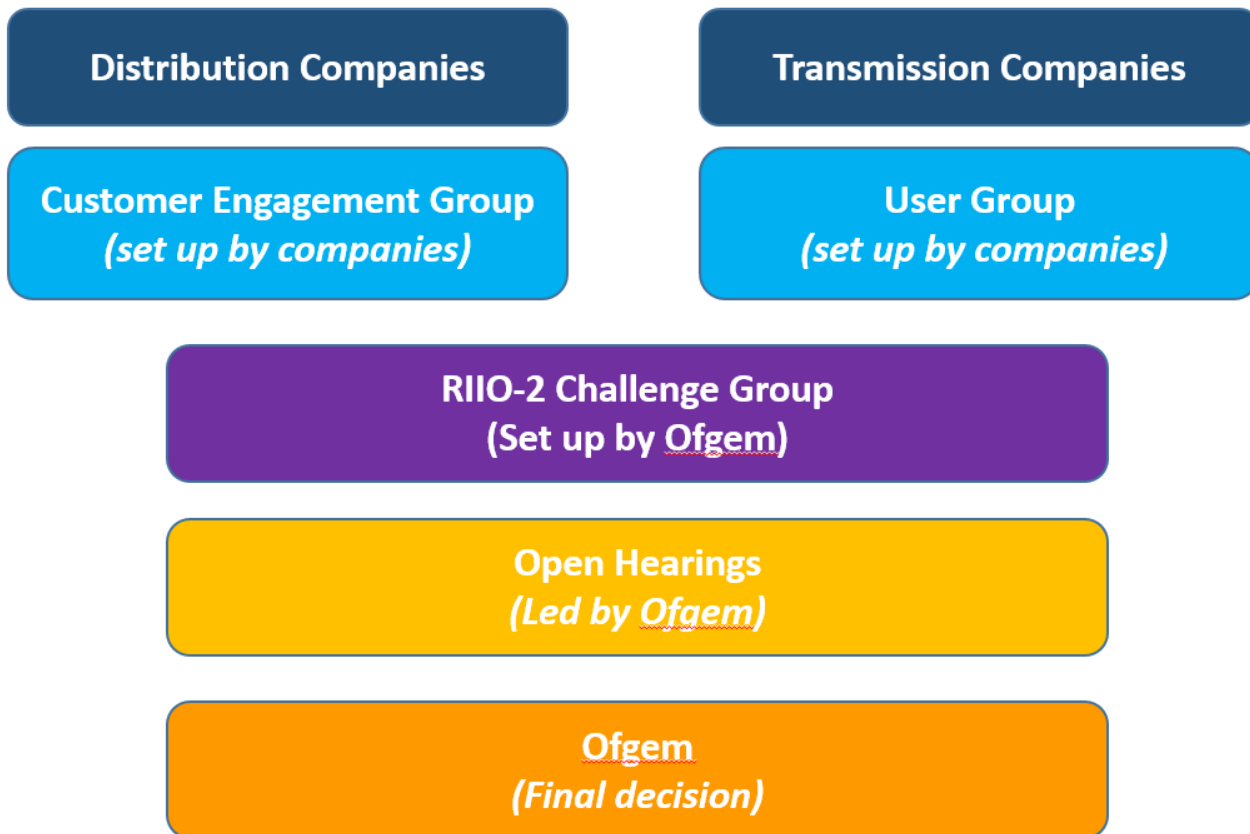 Distribution Companies
Transmission Companies
Customer Engagement Group
(set up by companies)
User Group
(set up by companies)
RIIO-2 Challenge Group
(Set up by Ofgem)
Open Hearings
(Led by Ofgem)
Ofgem
(Final decision)